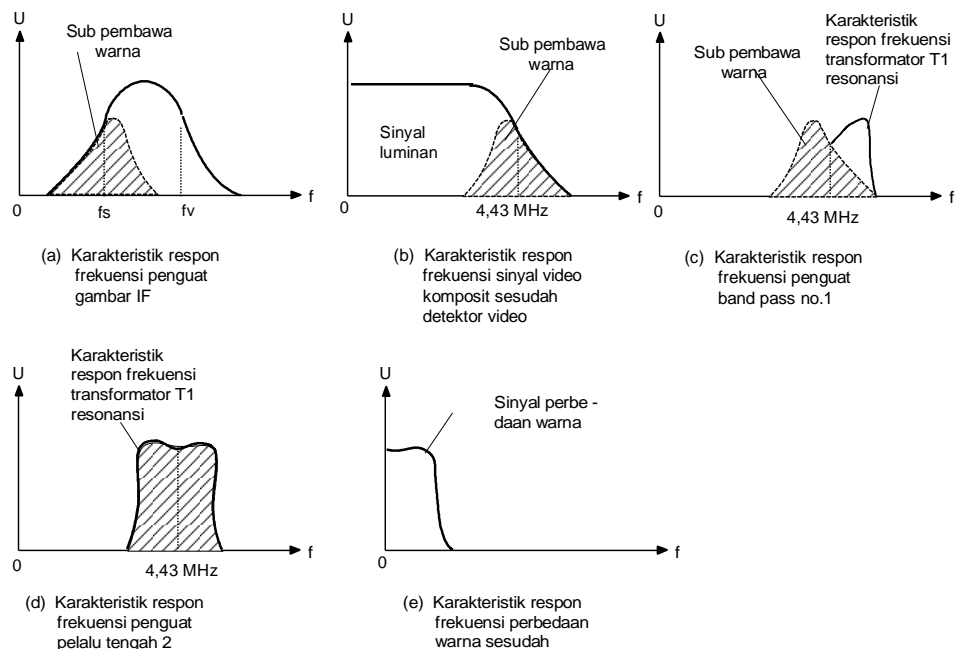 U
Sub pembawa
warna
0
fs
fv
f
(a) Karakteristik respon
frekuensi penguat
gambar IF
U
Sub pembawa
warna
Sinyal
luminan
0
4,43 MHz
f
(b) Karakteristik respon
frekuensi sinyal video
komposit sesudah
detektor video
Karakteristik
respon frekuensi
transformator T1
resonansi
U
Sub pembawa
warna
0
4,43 MHz
f
(c) Karakteristik respon
frekuensi penguat
band pass no.1
Karakteristik
respon frekuensi
transformator T1
resonansi
U
0
4,43 MHz
f
(d) Karakteristik respon
frekuensi penguat
pelalu tengah 2
U
Sinyal perbe -
daan warna
0
f
(e) Karakteristik respon
frekuensi perbedaan
warna sesudah